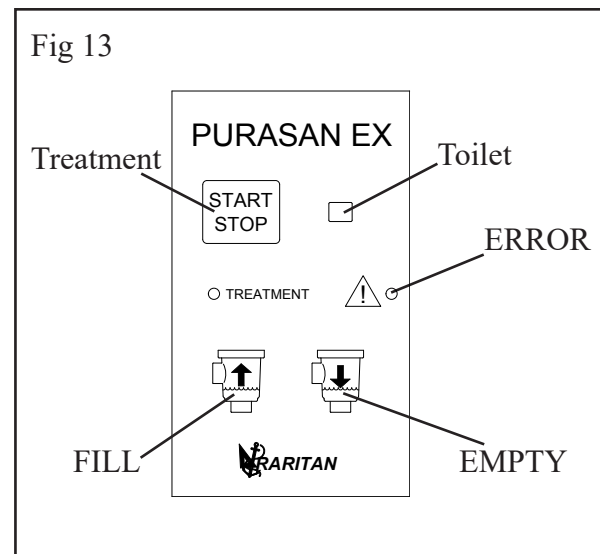 Fig 13
PURASAN EX
Treatment
Toilet
START
STOP
ERROR
TREATMENT
!
FILL
EMPTY
RARITAN